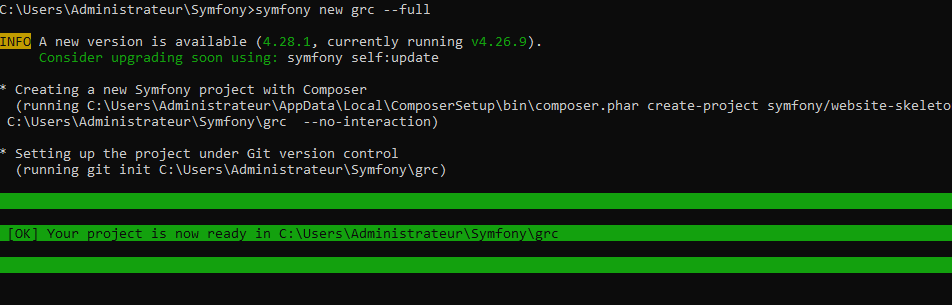 C:\Users\Administrateur\Symfony>symfony new grc --full
INFO A new version is available (4.28.1, currently running v4.26.9).
Consider upgrading soon using: symfony self:update
* Creating a new Symfony project with Composer
(running C:\Users\Administrateur\AppData\Local\ComposerSetup\bin\composer.phar create-project symfony/website-skeleto
C:\Users\Administrateur\Symfony\grc  --no-interaction)
* Setting up the project under Git version control
(running git init C:\Users\Administrateur\Symfony\grc)
[OK] Your project is now ready in C:\Users\Administrateur\Symfony\grc